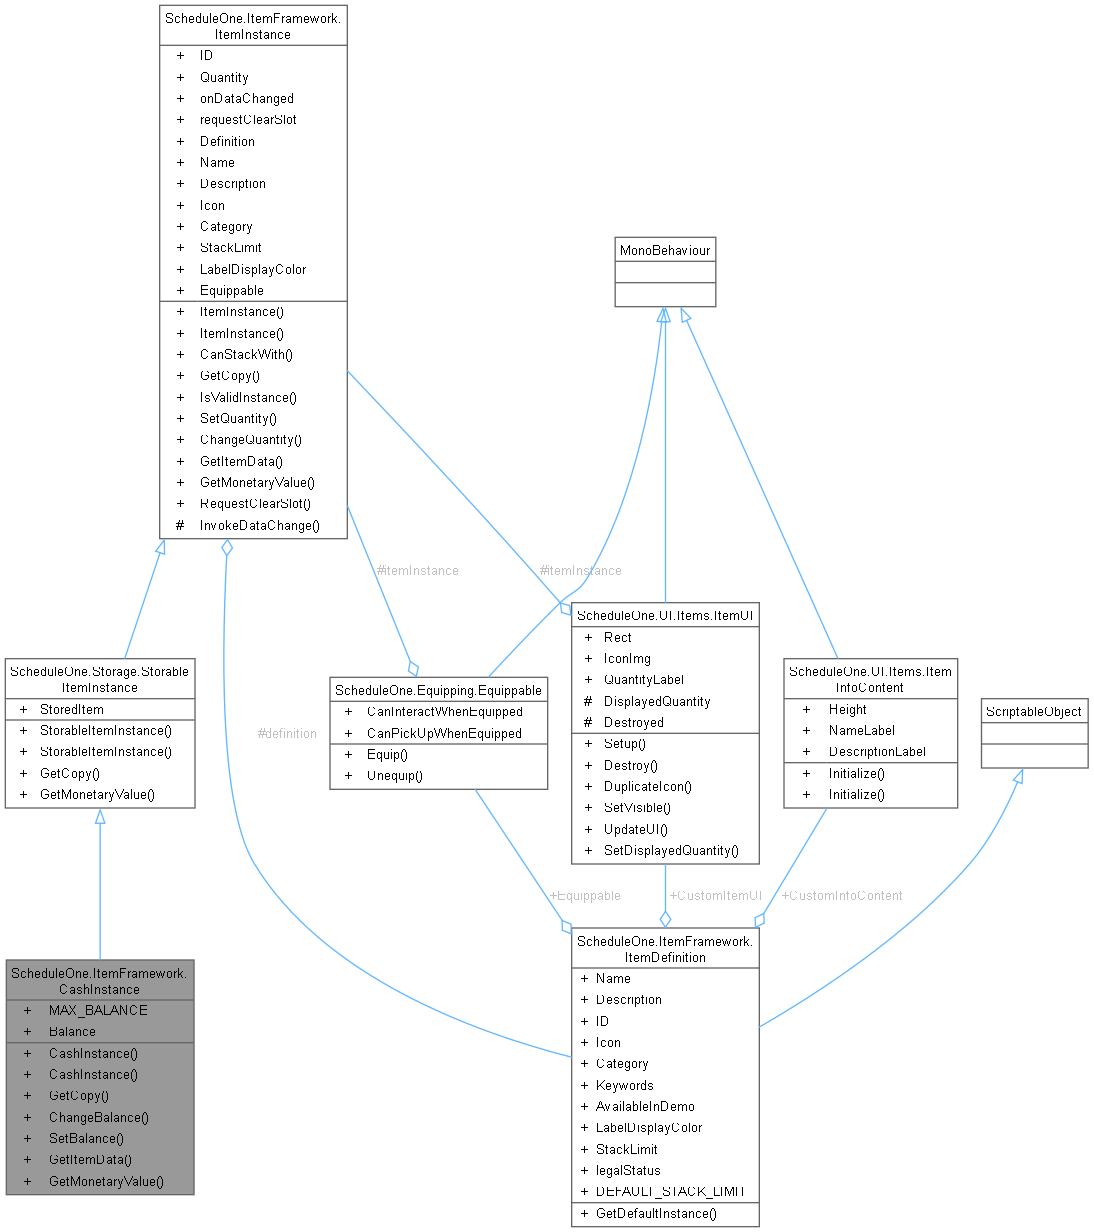 ScheduleOne.ItemFramework.
ItemInstance
+ ID
+ Quantity
+ onDataChanged
+ requestClearSlot
+ Definition
+ Name
+ Description
+ Icon
+ Category
+ StackLimit
+ LabelDisplayColor
+ Equippable
+ ItemInstance()
+ ItemInstance()
+ CanStackWith()
+ GetCopy()
+ IsValidInstance()
+ SetQuantity()
+ ChangeQuantity()
+ GetItemData()
+ GetMonetaryValue()
+ RequestClearSlot()
# InvokeDataChange()
MonoBehaviour
#itemInstance
#itemInstance
ScheduleOne.Storage.Storable
ItemInstance
+ StoredItem
+ StorableItemInstance()
+ StorableItemInstance()
+ GetCopy()
+ GetMonetaryValue()
#definition
ScheduleOne.Equipping.Equippable
+ CanInteractWhenEquipped
+ CanPickUpWhenEquipped
+ Equip()
+ Unequip()
ScheduleOne.UI.Items.ItemUI
+ Rect
+ IconImg
+ QuantityLabel
# DisplayedQuantity
# Destroyed
+ Setup()
+ Destroy()
+ DuplicateIcon()
+ SetVisible()
+ UpdateUI()
+ SetDisplayedQuantity()
ScheduleOne.UI.Items.Item
InfoContent
+ Height
+ NameLabel
+ DescriptionLabel
+ Initialize()
+ Initialize()
ScriptableObject
+Equippable
+CustomItemUI
+CustomInfoContent
ScheduleOne.ItemFramework.
CashInstance
+ MAX_BALANCE
+ Balance
+ CashInstance()
+ CashInstance()
+ GetCopy()
+ ChangeBalance()
+ SetBalance()
+ GetItemData()
+ GetMonetaryValue()
ScheduleOne.ItemFramework.
ItemDefinition
+ Name
+ Description
+ ID
+ Icon
+ Category
+ Keywords
+ AvailableInDemo
+ LabelDisplayColor
+ StackLimit
+ legalStatus
+ DEFAULT_STACK_LIMIT
+ GetDefaultInstance()